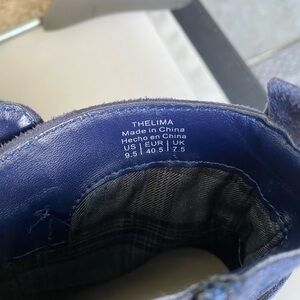 THELIMA
Made in China
Hecho en China
US | EUR | UK
9.5 | 40.5 | 7.5